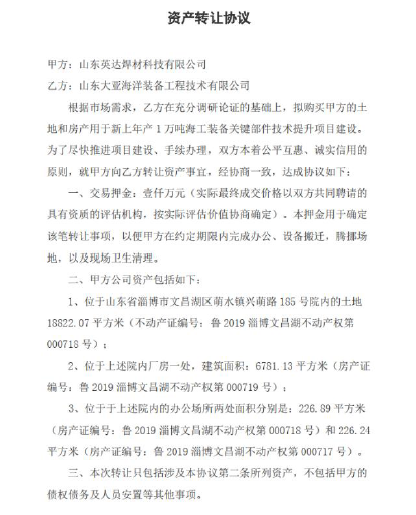 资产转让协议
甲方：山东英达焊材科技有限公司
乙方：山东大亚海洋装备工程技术有限公司
根据市场需求，乙方在充分调研论证的基础上，拟购买甲方的土
地和房产用于新上年产 1 万吨海工装备关键部件技术提升项目建设。
为了尽快推进项目建设、手续办理，双方本着公平互惠、诚实信用的
原则，就甲方向乙方转让资产事宜，经协商一致，达成协议如下：
一、交易押金：壹仟万元（实际最终成交价格以双方共同聘请的
具有资质的评估机构，按实际评估价值协商确定）。本押金用于确定
该笔转让事项，以便甲方在约定期限内完成办公、设备搬迁，腾挪场
地，以及现场卫生清理。
二、甲方公司资产包括如下：
1、位于山东省淄博市文昌湖区萌水镇兴萌路 185 号院内的土地
18822.07 平方米（不动产证编号：鲁 2019 淄博文昌湖不动产权第
000718 号）；
2、位于上述院内厂房一处，建筑面积：6781.13 平方米（房产证
编号：鲁 2019 淄博文昌湖不动产权第 000719 号）；
3、位于于上述院内的办公场所两处面积分别是：226.89 平方米
（房产证编号：鲁 2019 淄博文昌湖不动产权第 000718 号）和 226.24
平方米（房产证编号：鲁 2019 淄博文昌湖不动产权第 000717 号）。
三、本次转让只包括涉及本协议第二条所列资产，不包括甲方的
债权债务及人员安置等其他事项。